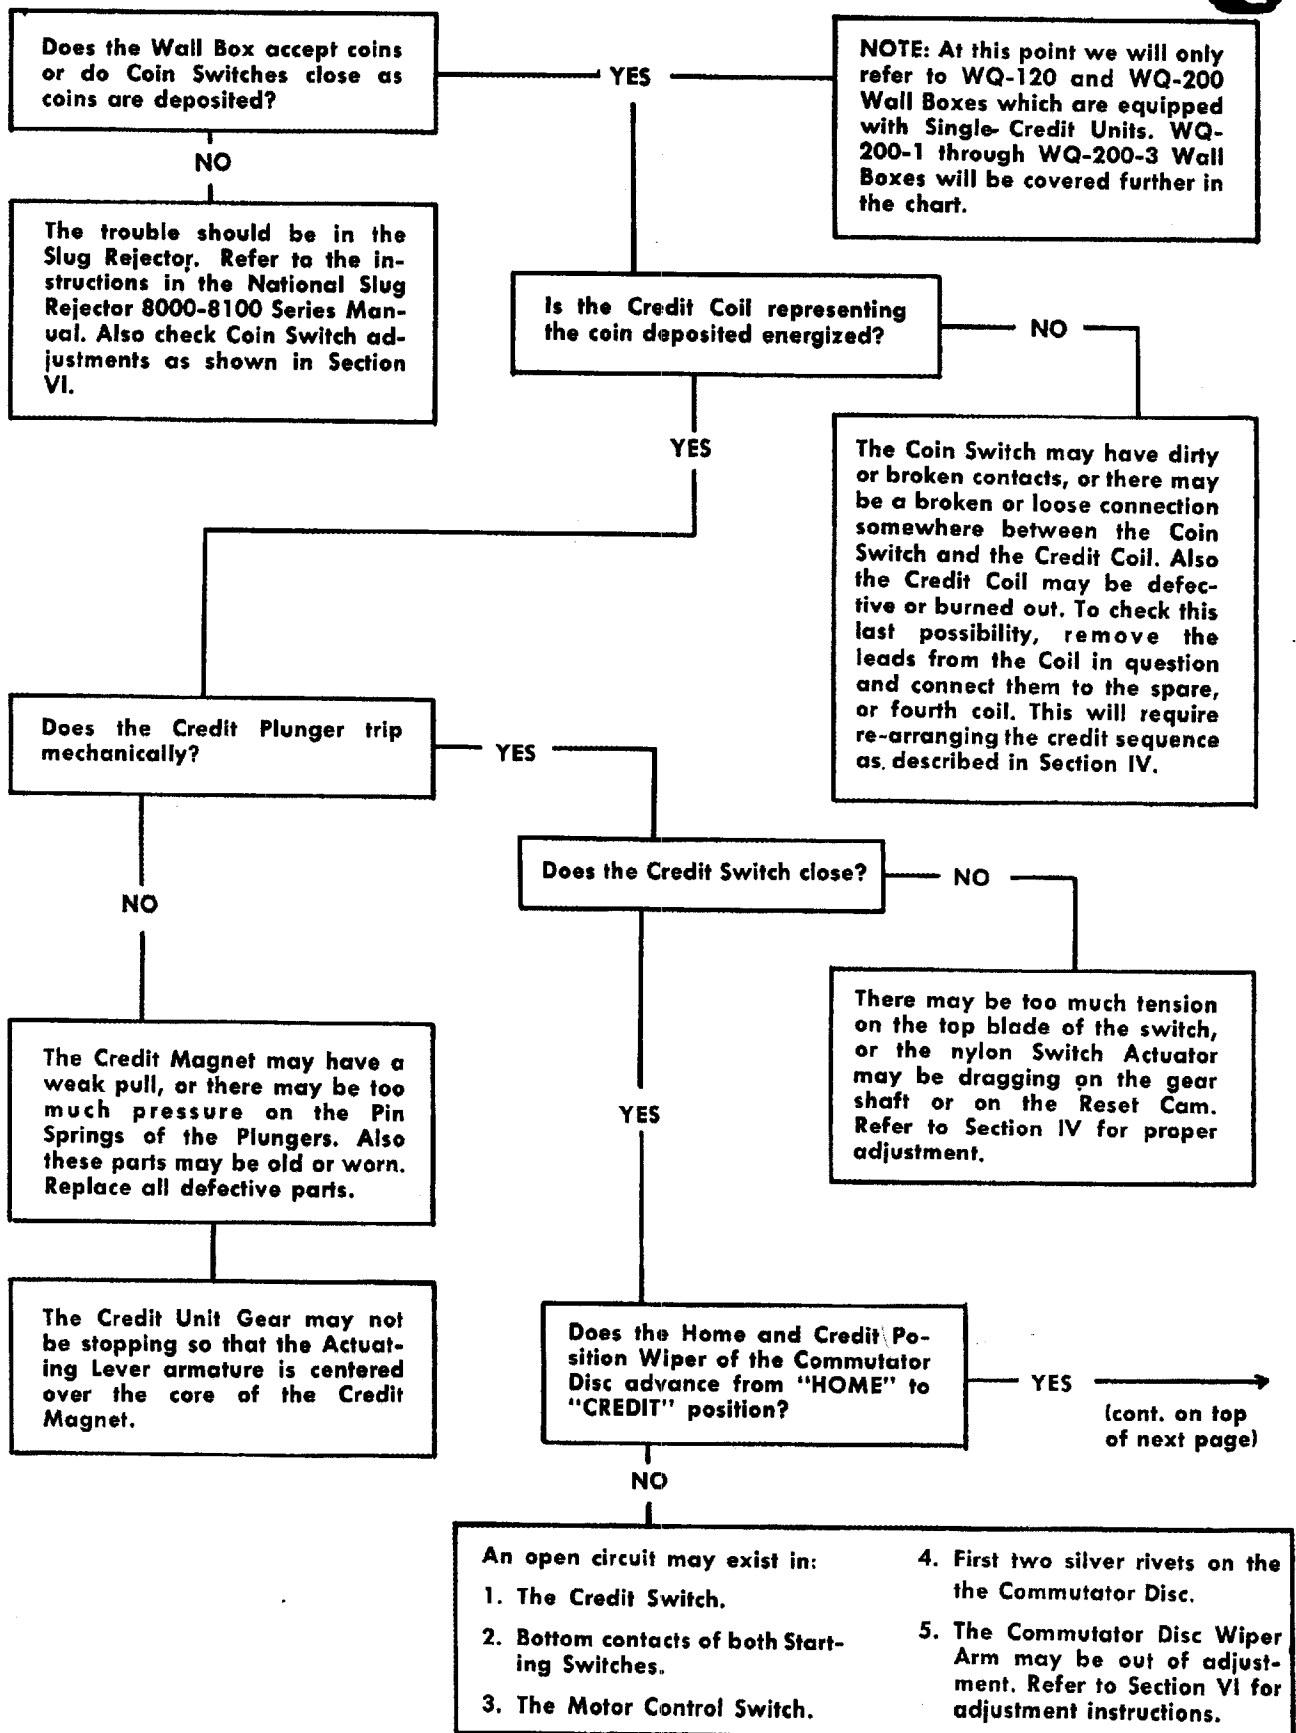 Does the Wall Box accept coins
or do Coin Switches close as
coins are deposited?
YES
NOTE: At this point we will only
refer to WQ-120 and WQ-200
Wall Boxes which are equipped
with Single Credit Units. WQ-
200-1 through WQ-200-3 Wall
Boxes will be covered further in
the chart.
NO
The trouble should be in the
Slug Rejector. Refer to the in-
structions in the National Slug
Rejector 8000-8100 Series Man-
ual. Also check Coin Switch ad-
justments as shown in Section
VI.
Is the Credit Coil representing
the coin deposited energized?
NO
YES
The Coin Switch may have dirty
or broken contacts, or there may
be a broken or loose connection
somewhere between the Coin
Switch and the Credit Coil. Also
the Credit Coil may be defec-
tive or burned out. To check this
last possibility, remove the
leads from the Coil in question
and connect them to the spare,
or fourth coil. This will require
re-arranging the credit sequence
as described in Section IV.
Does the Credit Plunger trip
mechanically?
YES
NO
Does the Credit Switch close?
NO
There may be too much tension
on the top blade of the switch,
or the nylon Switch Actuator
may be dragging on the gear
shaft or on the Reset Cam.
Refer to Section IV for proper
adjustment.
The Credit Magnet may have a
weak pull, or there may be too
much pressure on the Pin
Springs of the Plungers. Also
these parts may be old or worn.
Replace all defective parts.
YES
The Credit Unit Gear may not
be stopping so that the Actuat-
ing Lever armature is centered
over the core of the Credit
Magnet.
Does the Home and Credit Po-
sition Wiper of the Commutator
Disc advance from "HOME" to
"CREDIT" position?
YES
(cont. on top
of next page)
NO
An open circuit may exist in:
1. The Credit Switch.
2. Bottom contacts of both Start-
ing Switches.
3. The Motor Control Switch.
4. First two silver rivets on the
the Commutator Disc.
5. The Commutator Disc Wiper
Arm may be out of adjust-
ment. Refer to Section VI for
adjustment instructions.